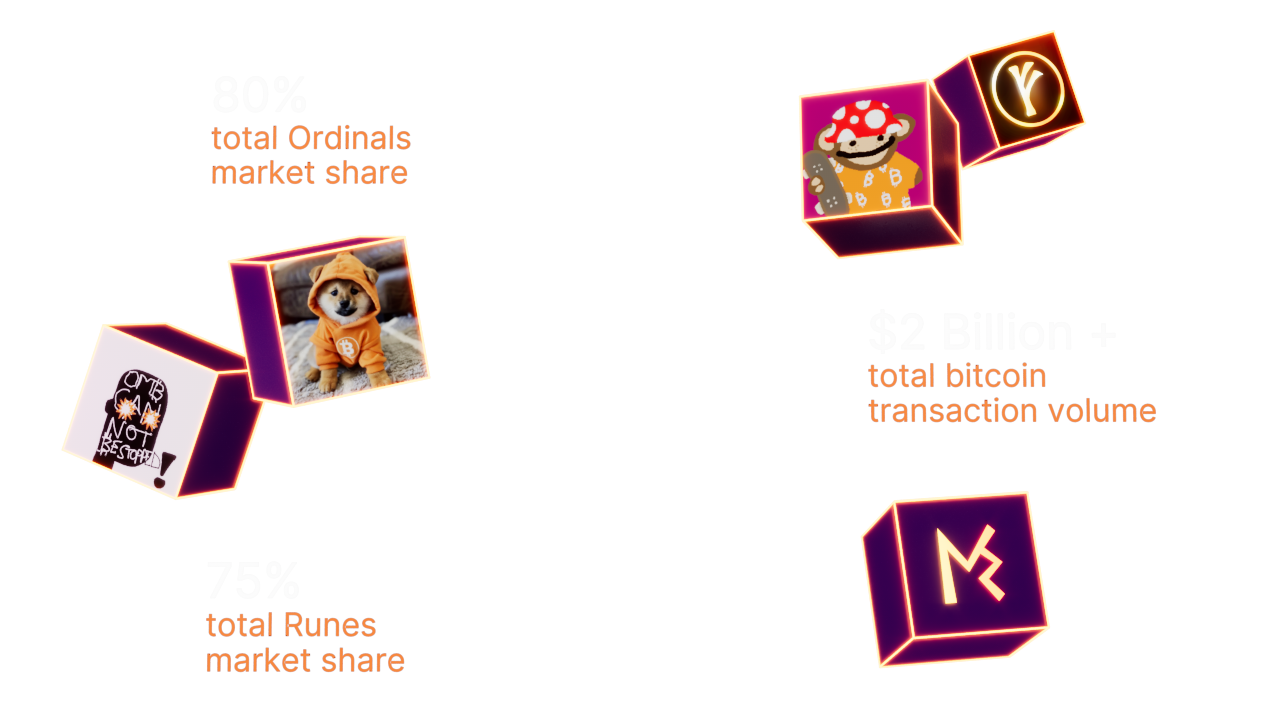 80%
total Ordinals
market share
OMB
CAN
NOT
BE STOPPED!
$2 Billion +
total bitcoin
transaction volume
75%
total Runes
market share